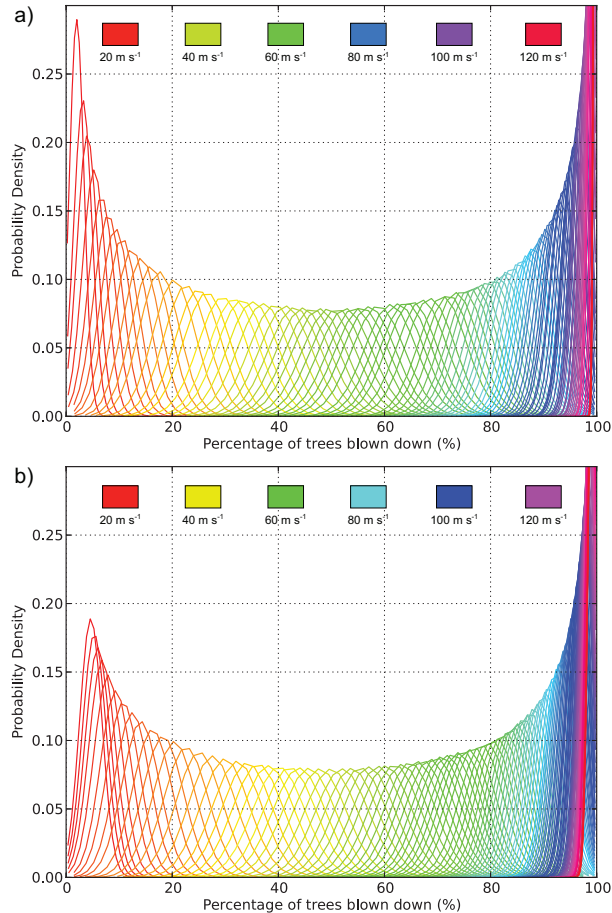 a)
0.25
0.20
0.15
0.10
0.05
0.00
Probability Density
20 m s⁻¹ 40 m s⁻¹ 60 m s⁻¹ 80 m s⁻¹ 100 m s⁻¹ 120 m s⁻¹
0 20 40 60 80 100
Percentage of trees blown down (%)
b)
0.25
0.20
0.15
0.10
0.05
0.00
Probability Density
20 m s⁻¹ 40 m s⁻¹ 60 m s⁻¹ 80 m s⁻¹ 100 m s⁻¹ 120 m s⁻¹
0 20 40 60 80 100
Percentage of trees blown down (%)